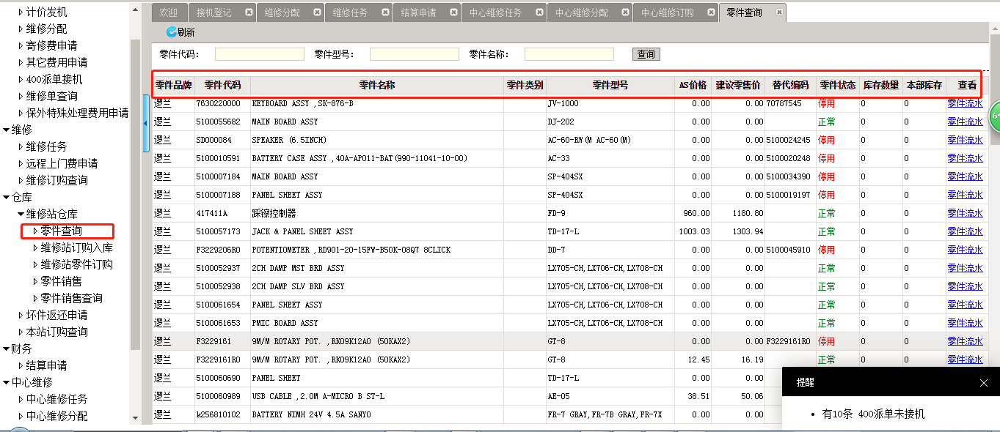 计价发机
维修分配
寄修费申请
其它费用申请
400派单接机
维修单查询
保外特殊处理费用申请
维修
维修任务
远程上门费申请
维修订购查询
仓库
维修站仓库
零件查询
维修站订购入库
维修站零件订购
零件销售
零件销售查询
坏件返还申请
本站订购查询
财务
结算申请
中心维修
中心维修任务
中心维修分配
欢迎 接机登记 维修分配 维修任务 结算申请 中心维修任务 中心维修分配 中心维修订购 零件查询
刷新
零件代码： 零件型号： 零件名称： 查询
零件品牌 零件代码 零件名称 零件类别 零件型号 AS价格 建议零售价 替代编码 零件状态 库存数量 本部库存 查看
逻兰 7630220000 KEYBOARD ASSY ,SK-876-B JV-1000 0.00 0.00 70787545 停用 0 0 零件流水
逻兰 5100055682 MAIN BOARD ASSY DJ-202 0.00 0.00 正常 0 0 零件流水
逻兰 SD000084 SPEAKER (6.5INCH) AC-60-RW(M AC-60(M) 0.00 0.00 5100024245 停用 0 0 零件流水
逻兰 5100010591 BATTERY CASE ASSY ,40A-AP011-BAT(990-11041-10-00) AC-33 0.00 0.00 5100020248 停用 0 0 零件流水
逻兰 5100007184 MAIN BOARD ASSY SP-404SX 0.00 0.00 5100034390 停用 0 0 零件流水
逻兰 5100007188 PANEL SHEET ASSY SP-404SX 0.00 0.00 5100019197 停用 0 0 零件流水
逻兰 417411A 踩镲控制器 FD-9 960.00 1180.80 正常 0 0 零件流水
逻兰 5100057173 JACK & PANEL SHEET ASSY TD-17-L 1003.03 1303.94 正常 0 0 零件流水
逻兰 F3229206R0 POTENTIOMETER ,RD901-20-15FW-B50K-08Q7 8CLICK DD-7 0.00 0.00 5100045910 停用 0 0 零件流水
逻兰 5100052937 2CH DAMP MST BRD ASSY LX705-CH,LX706-CH,LX708-CH 0.00 0.00 正常 0 0 零件流水
逻兰 5100052938 2CH DAMP SLV BRD ASSY LX705-CH,LX706-CH,LX708-CH 0.00 0.00 正常 0 0 零件流水
逻兰 5100061654 PANEL SHEET ASSY LX705-CH,LX706-CH,LX708-CH 0.00 0.00 正常 0 0 零件流水
逻兰 5100061653 PMIC BOARD ASSY LX705-CH,LX706-CH,LX708-CH 0.00 0.00 正常 0 0 零件流水
逻兰 F3229161 9M/M ROTARY POT. ,RK09K12A0 (50KAX2) GT-8 0.00 0.00 F3229161R0 停用 0 0 零件流水
逻兰 F3229161R0 9M/M ROTARY POT. ,RK09K12A0 (50KAX2) GT-8 12.45 16.19 正常 0 0 零件流水
逻兰 5100060690 PANEL SHEET TD-17-L 0.00 0.00
逻兰 5100060989 USB CABLE ,2.0M A-MICRO B ST-L AE-05 38.51 50.06
逻兰 k256810102 BATTERY NIMH 24V 4.5A SANYO FR-7 GRAY,FR-7B GRAY,FR-7X 0.00 0.00
64
提醒
有10条 400派单未接机